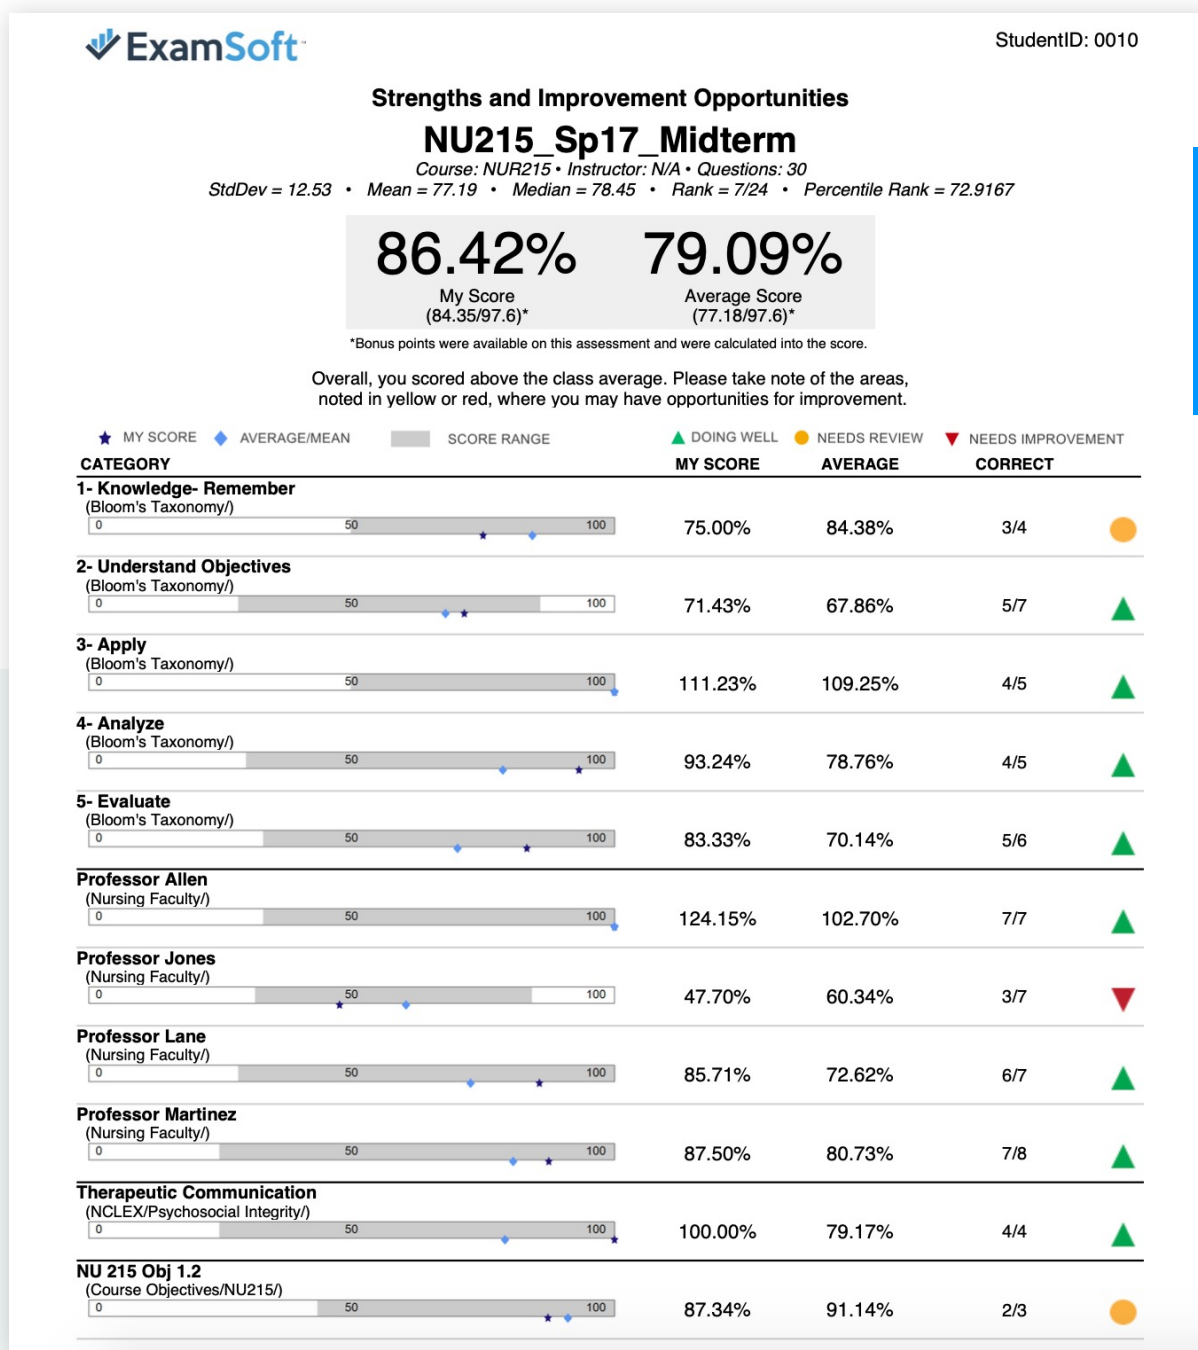 ExamSoft
StudentID: 0010
Strengths and Improvement Opportunities
NU215_Sp17_Midterm
Course: NUR215 • Instructor: N/A • Questions: 30
StdDev = 12.53 • Mean = 77.19 • Median = 78.45 • Rank = 7/24 • Percentile Rank = 72.9167
86.42% 79.09%
My Score Average Score
(84.35/97.6)* (77.18/97.6)*
*Bonus points were available on this assessment and were calculated into the score.
Overall, you scored above the class average. Please take note of the areas,
noted in yellow or red, where you may have opportunities for improvement.
MY SCORE AVERAGE/MEAN SCORE RANGE DOING WELL NEEDS REVIEW NEEDS IMPROVEMENT
CATEGORY MY SCORE AVERAGE CORRECT
1- Knowledge- Remember
(Bloom's Taxonomy/)
0 50 100 75.00% 84.38% 3/4
2- Understand Objectives
(Bloom's Taxonomy/)
0 50 100 71.43% 67.86% 5/7
3- Apply
(Bloom's Taxonomy/)
0 50 100 111.23% 109.25% 4/5
4- Analyze
(Bloom's Taxonomy/)
0 50 100 93.24% 78.76% 4/5
5- Evaluate
(Bloom's Taxonomy/)
0 50 100 83.33% 70.14% 5/6
Professor Allen
(Nursing Faculty/)
0 50 100 124.15% 102.70% 7/7
Professor Jones
(Nursing Faculty/)
0 50 100 47.70% 60.34% 3/7
Professor Lane
(Nursing Faculty/)
0 50 100 85.71% 72.62% 6/7
Professor Martinez
(Nursing Faculty/)
0 50 100 87.50% 80.73% 7/8
Therapeutic Communication
(NCLEX/Psychosocial Integrity/)
0 50 100 100.00% 79.17% 4/4
NU 215 Obj 1.2
(Course Objectives/NU215/)
0 50 100 87.34% 91.14% 2/3